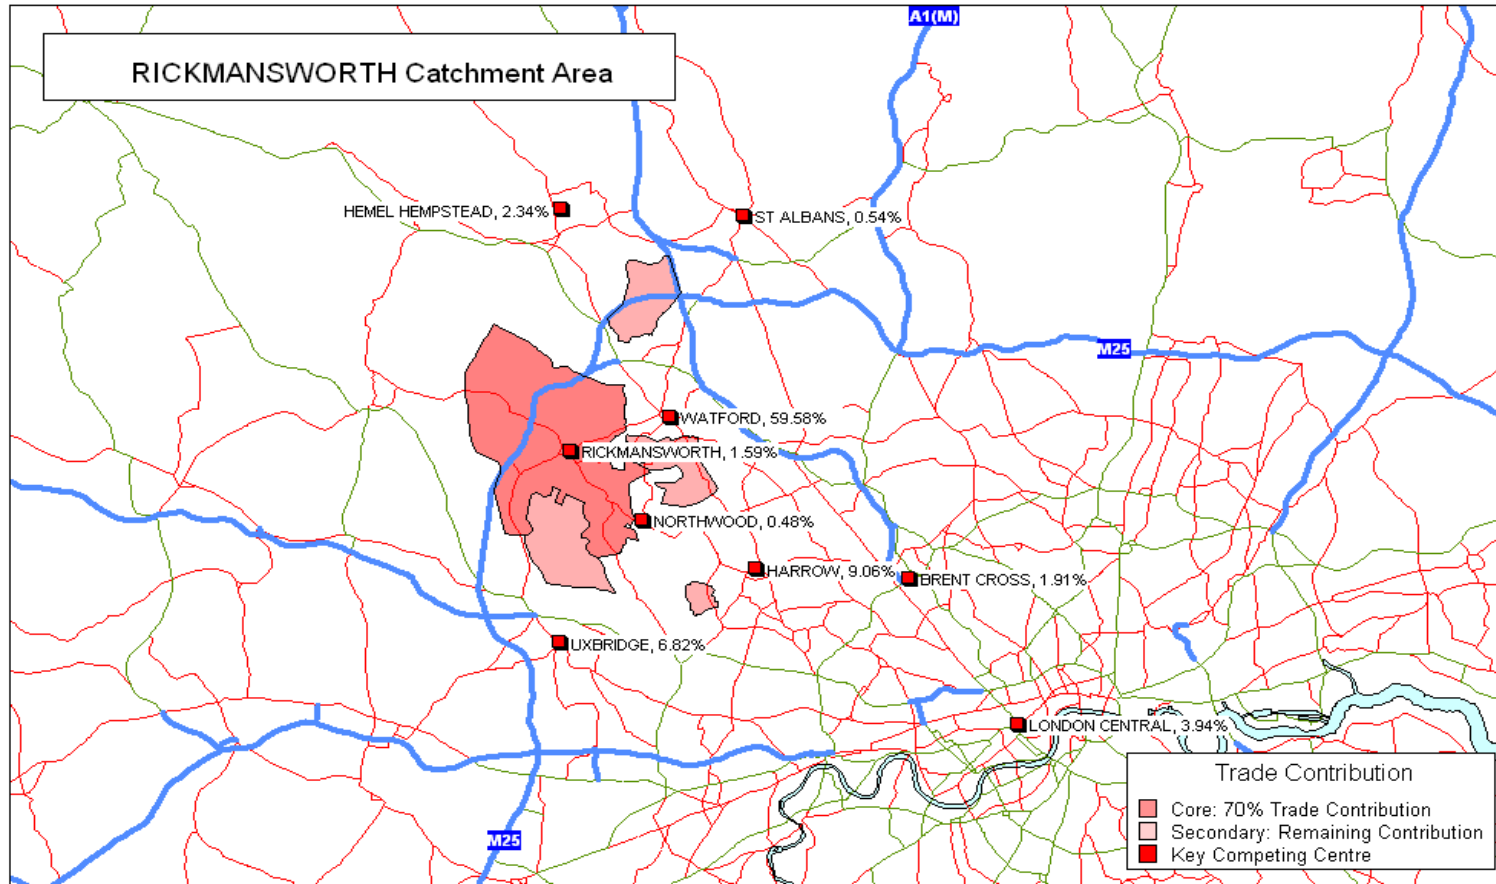 A1(M)
RICKMANSWORTH Catchment Area
HEMEL HEMPSTEAD, 2.34%
ST ALBANS, 0.54%
M25
WATFORD, 59.58%
RICKMANSWORTH, 1.59%
NORTHWOOD, 0.48%
HARROW, 9.06%
BRENT CROSS, 1.91%
UXBRIDGE, 6.82%
LONDON CENTRAL, 3.94%
Trade Contribution
Core: 70% Trade Contribution
Secondary: Remaining Contribution
Key Competing Centre
M25